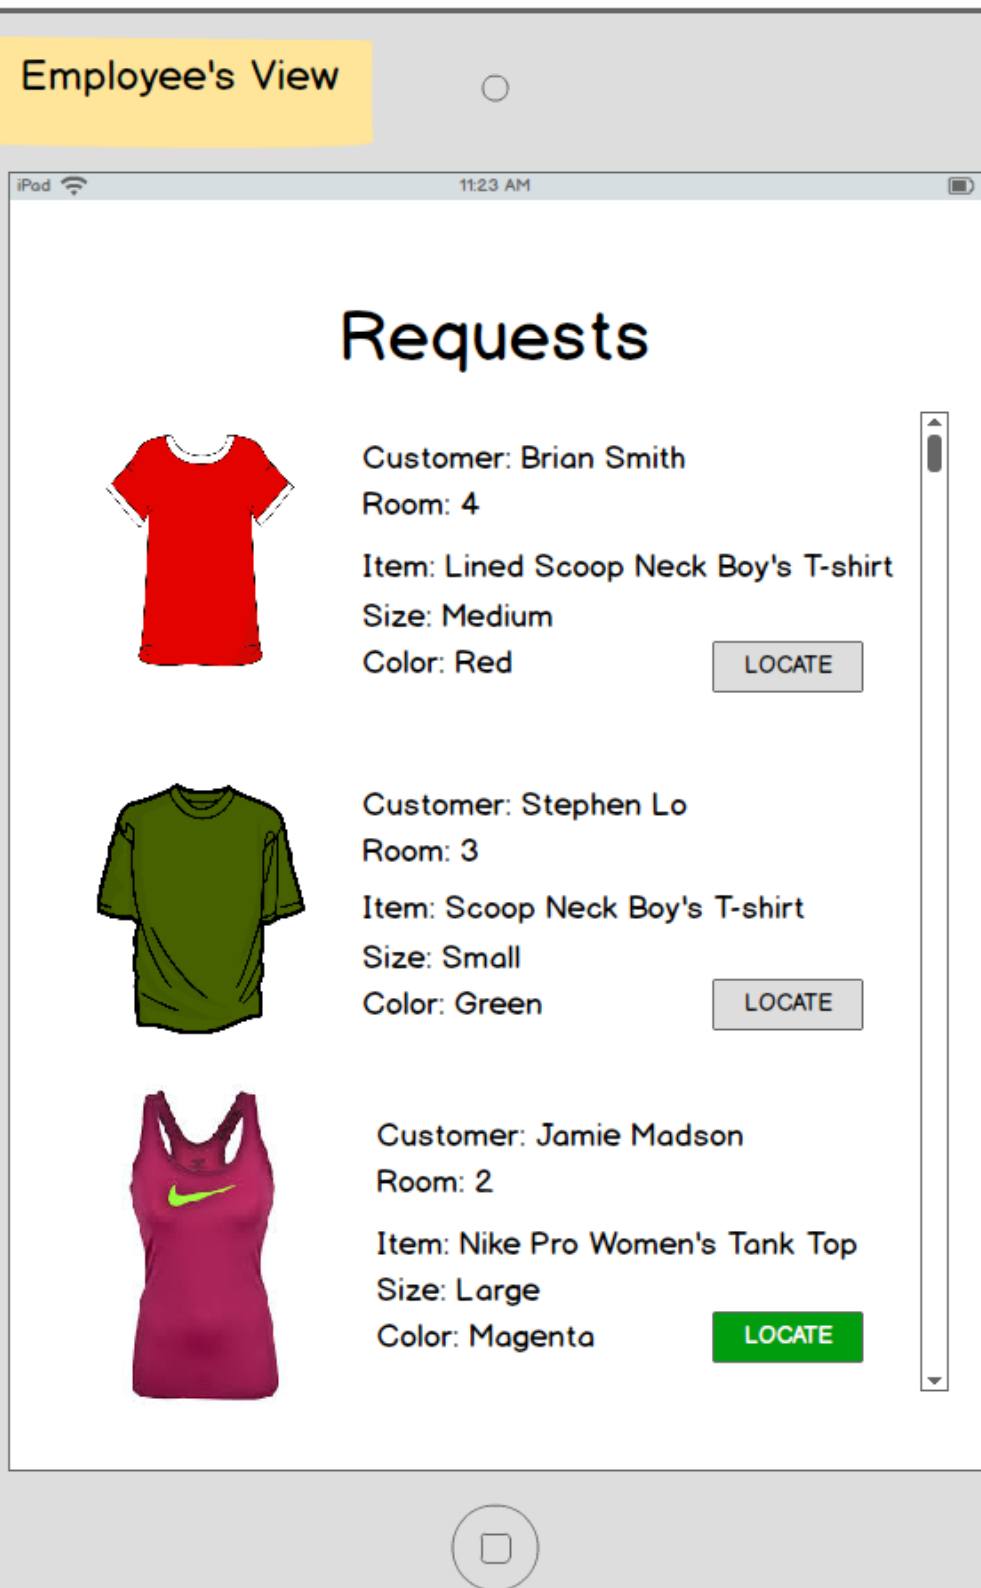 Employee's View
iPad
11:23 AM
Requests
Customer: Brian Smith
Room: 4
Item: Lined Scoop Neck Boy's T-shirt
Size: Medium
Color: Red
LOCATE
Customer: Stephen Lo
Room: 3
Item: Scoop Neck Boy's T-shirt
Size: Small
Color: Green
LOCATE
Customer: Jamie Madson
Room: 2
Item: Nike Pro Women's Tank Top
Size: Large
Color: Magenta
LOCATE